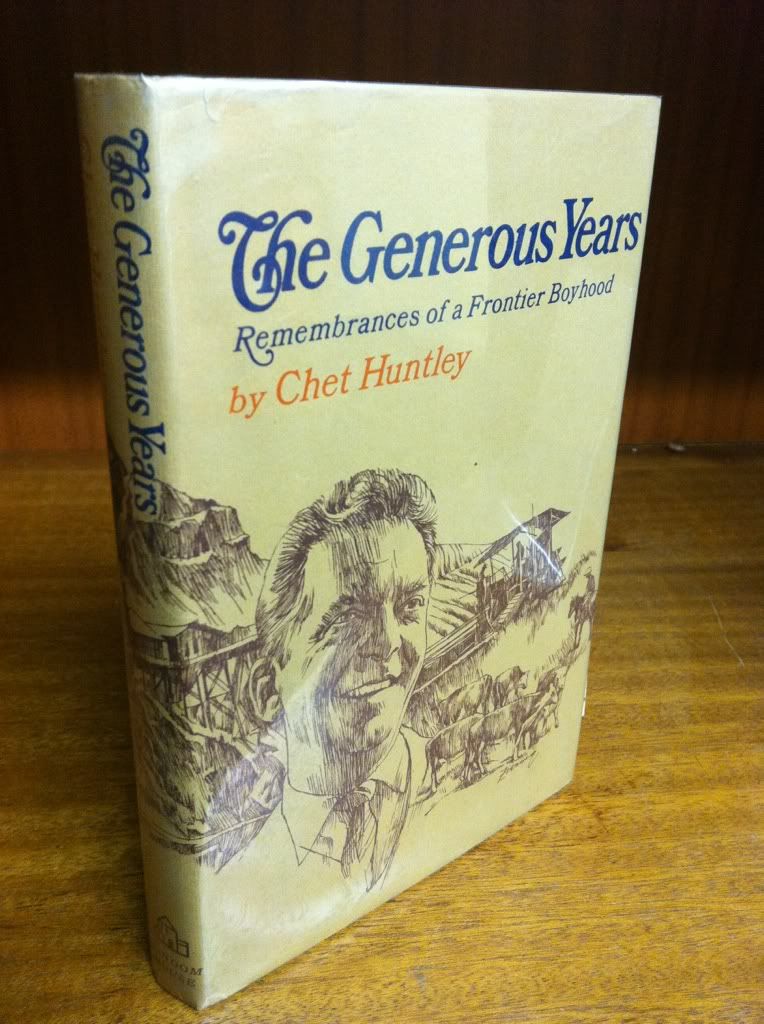 The Generous Years
Remembrances of a Frontier Boyhood
by Chet Huntley
The Generous Years